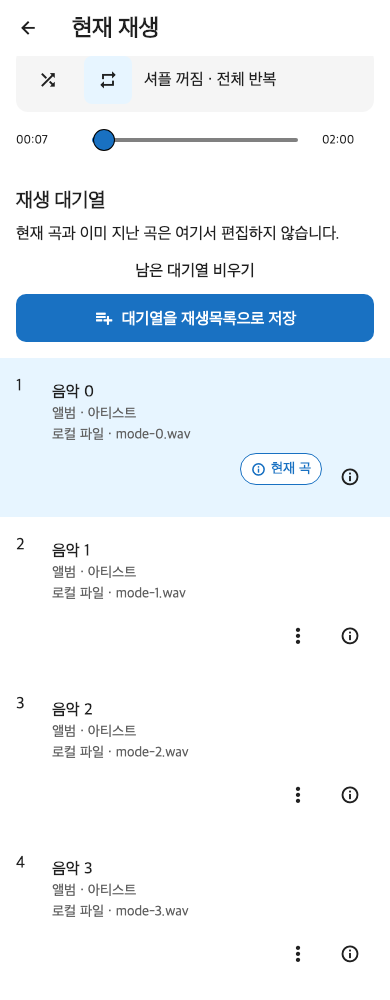 현재 재생
셔플 꺼짐 · 전체 반복
00:07
02:00
재생 대기열
현재 곡과 이미 지난 곡은 여기서 편집하지 않습니다.
남은 대기열 비우기
대기열을 재생목록으로 저장
1
음악 0
앨범 · 아티스트
로컬 파일 · mode-0.wav
현재 곡
2
음악 1
앨범 · 아티스트
로컬 파일 · mode-1.wav
3
음악 2
앨범 · 아티스트
로컬 파일 · mode-2.wav
4
음악 3
앨범 · 아티스트
로컬 파일 · mode-3.wav